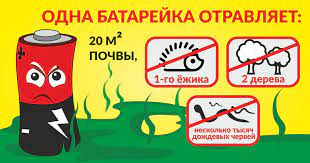 ОДНА БАТАРЕЙКА ОТРАВЛЯЕТ:
20 М²
ПОЧВЫ,
1-го ёжика
2 дерева
несколько тысяч
дождевых червей